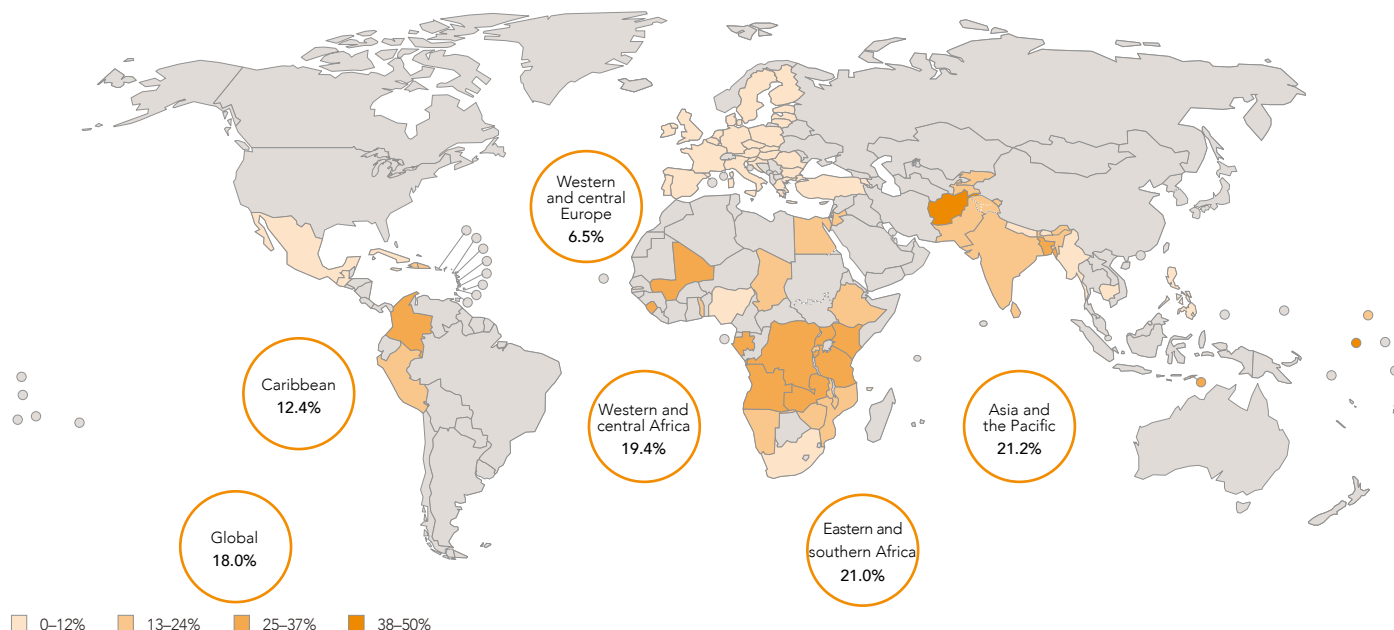 Western
and central
Europe
6.5%
Caribbean
12.4%
Western and
central Africa
19.4%
Asia and
the Pacific
21.2%
Global
18.0%
Eastern and
southern Africa
21.0%
0–12%
13–24%
25–37%
38–50%